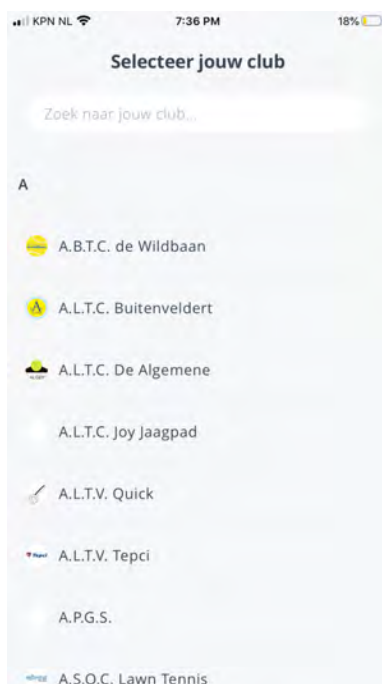 KPN NL 7:36 PM 18%
Selecteer jouw club
Zoek naar jouw club...
A
A.B.T.C. de Wildbaan
A.L.T.C. Buitenveldert
A.L.T.C. De Algemene
A.L.T.C. Joy Jaagpad
A.L.T.V. Quick
A.L.T.V. Tepci
A.P.G.S.
A.S.O.C. Lawn Tennis